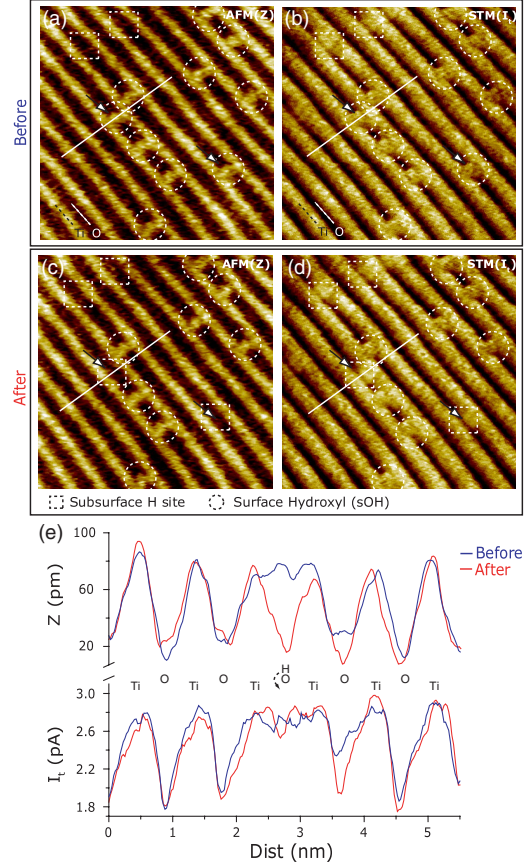 (a) AFM(Z)
(b) STM(Iₜ)
Before
Ti O
Ti O
(c) AFM(Z)
(d) STM(Iₜ)
After
Subsurface H site
Surface Hydroxyl (sOH)
(e)
100
60
20
Z (pm)
Before
After
H
O O O O O
Ti Ti Ti Ti Ti Ti
3.0
2.6
2.2
1.8
Iₜ (pA)
0 1 2 3 4 5
Dist (nm)